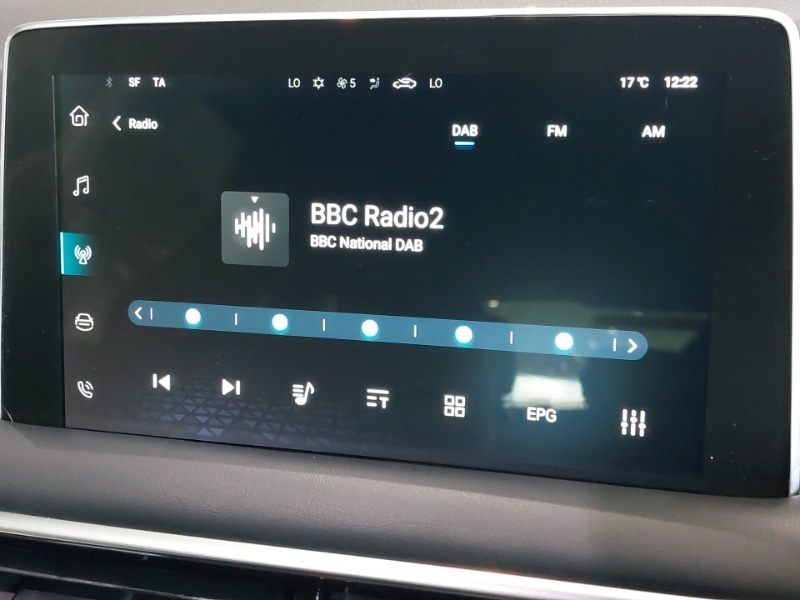 SF TA LO 5 LO 17°C 12:22
Radio
DAB FM AM
BBC Radio2
BBC National DAB
EPG